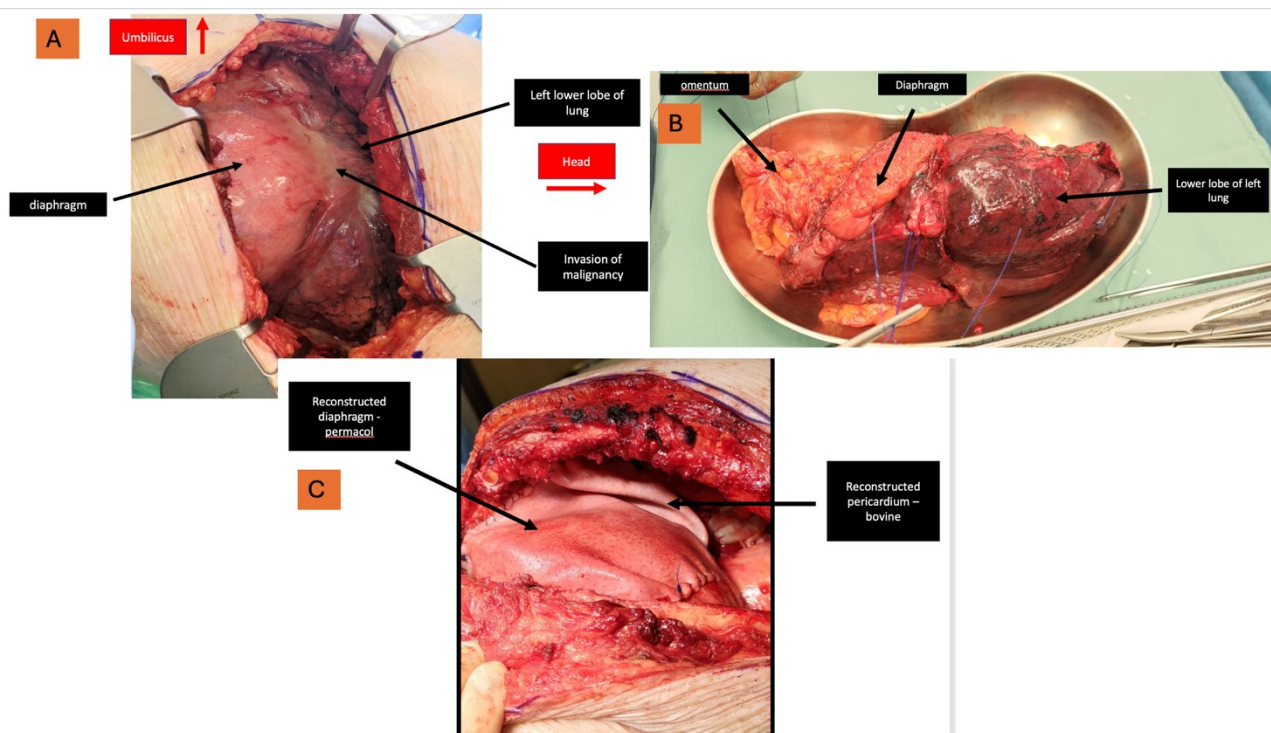 A
Umbilicus
Left lower lobe of
lung
Head
diaphragm
Invasion of
malignancy
omentum
Diaphragm
B
Lower lobe of left
lung
Reconstructed
diaphragm -
permacol
C
Reconstructed
pericardium –
bovine